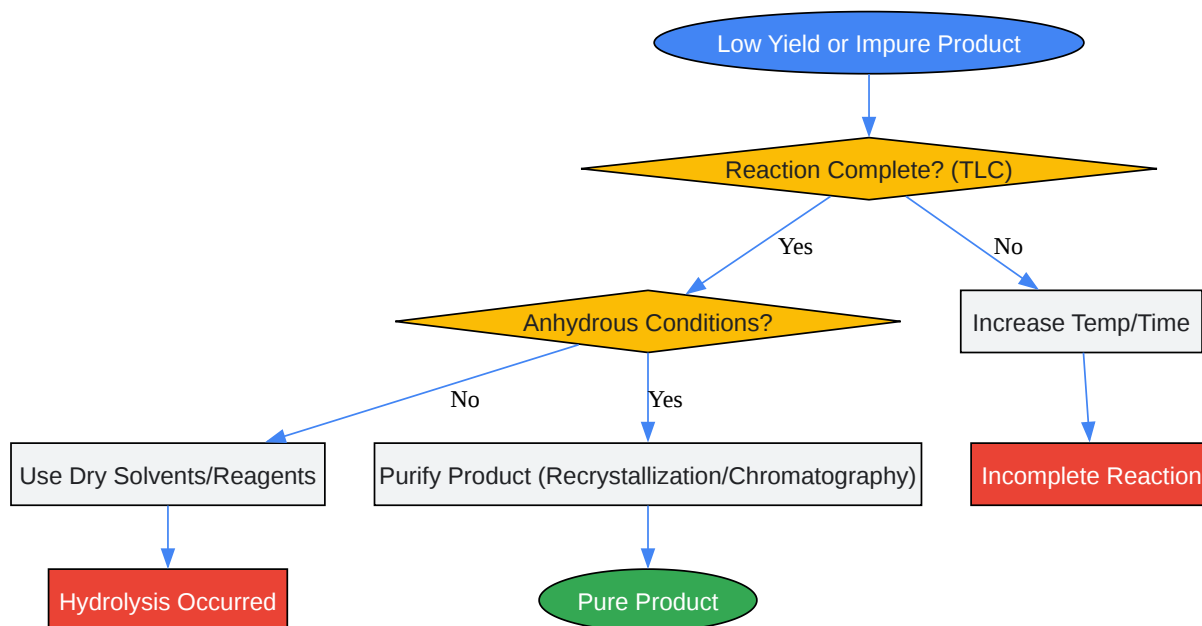 Low Yield or Impure Product
Reaction Complete? (TLC)
Yes
No
Anhydrous Conditions?
Increase Temp/Time
No
Yes
Use Dry Solvents/Reagents
Purify Product (Recrystallization/Chromatography)
Incomplete Reaction
Hydrolysis Occurred
Pure Product